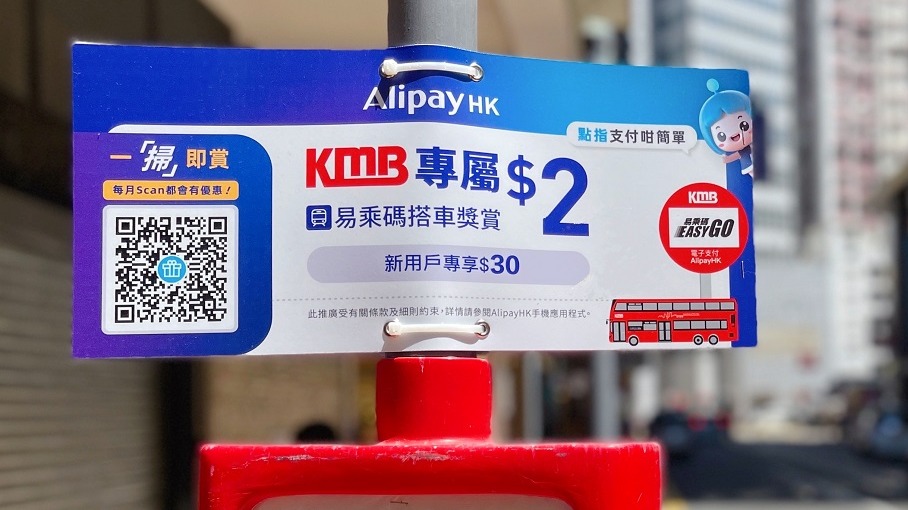 AlipayHK
一「掃」即賞
每月Scan都會有優惠！
KMB 專屬$2
易乘碼搭車獎賞
新用戶專享$30
此推廣受有關條款及細則約束，詳情請參閱AlipayHK手機應用程式。
點指支付咁簡單
KMB
易乘碼
EASY GO
電子支付
AlipayHK